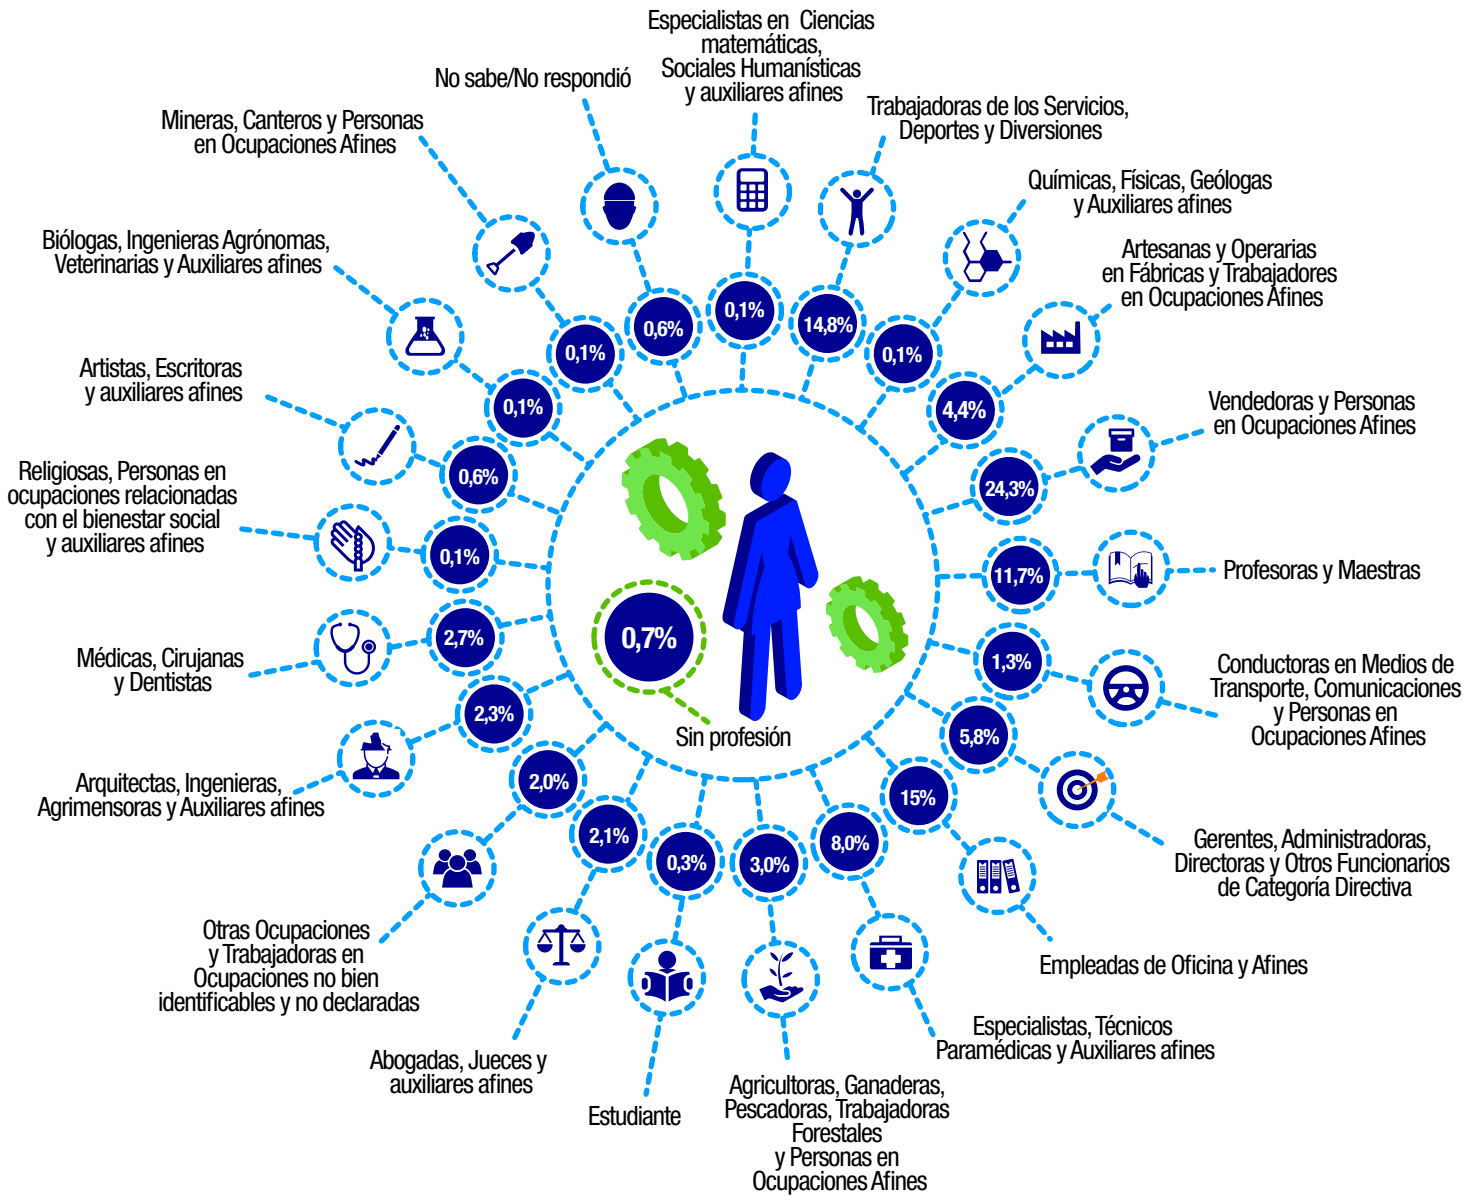 Especialistas en Ciencias
matemáticas,
Sociales Humanísticas
y auxiliares afines
0,1%
Trabajadoras de los Servicios,
Deportes y Diversiones
14,8%
Químicas, Físicas, Geólogas
y Auxiliares afines
0,1%
Artesanas y Operarias
en Fábricas y Trabajadores
en Ocupaciones Afines
4,4%
Vendedoras y Personas
en Ocupaciones Afines
24,3%
Profesoras y Maestras
11,7%
Conductoras en Medios de
Transporte, Comunicaciones
y Personas en
Ocupaciones Afines
1,3%
Gerentes, Administradoras,
Directoras y Otros Funcionarios
de Categoría Directiva
5,8%
Empleadas de Oficina y Afines
15%
Especialistas, Técnicos
Paramédicas y Auxiliares afines
8,0%
Agricultoras, Ganaderas,
Pescadoras, Trabajadoras
Forestales
y Personas en
Ocupaciones Afines
3,0%
Estudiante
0,3%
Abogadas, Jueces y
auxiliares afines
2,1%
Otras Ocupaciones
y Trabajadoras en
Ocupaciones no bien
identificables y no declaradas
2,0%
Arquitectas, Ingenieras,
Agrimensoras y Auxiliares afines
2,3%
Médicas, Cirujanas
y Dentistas
2,7%
Religiosas, Personas en
ocupaciones relacionadas
con el bienestar social
y auxiliares afines
0,1%
Artistas, Escritoras
y auxiliares afines
0,6%
Biólogas, Ingenieras Agrónomas,
Veterinarias y Auxiliares afines
0,1%
Mineras, Canteros y Personas
en Ocupaciones Afines
0,1%
No sabe/No respondió
0,6%
0,7%
Sin profesión